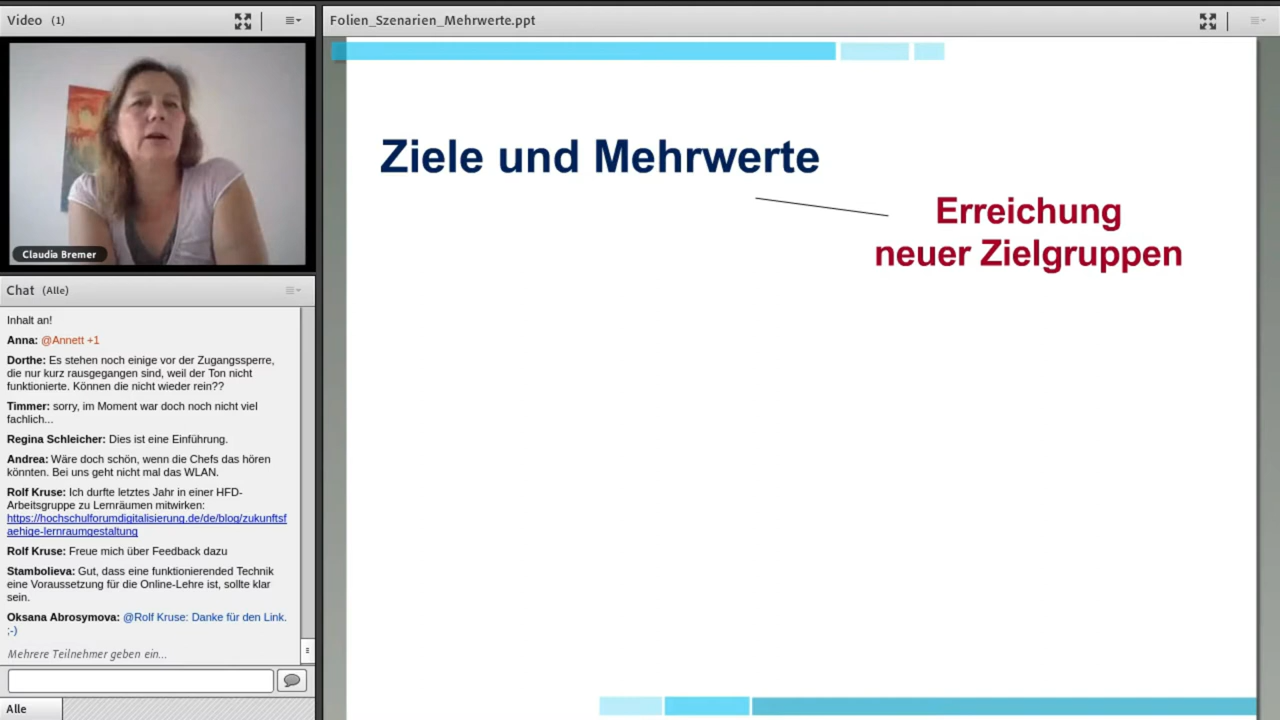 Video (1)
Folien_Szenarien_Mehrwerte.ppt
Claudia Bremer
Chat (Alle)
Inhalt an!
Anna: @Annett +1
Dorthe: Es stehen noch einige vor der Zugangssperre,
die nur kurz rausgegangen sind, weil der Ton nicht
funktionierte. Können die nicht wieder rein??
Timmer: sorry, im Moment war doch noch nicht viel
fachlich...
Regina Schleicher: Dies ist eine Einführung.
Andrea: Wäre doch schön, wenn die Chefs das hören
könnten. Bei uns geht nicht mal das WLAN.
Rolf Kruse: Ich durfte letztes Jahr in einer HFD-
Arbeitsgruppe zu Lernräumen mitwirken:
https://hochschulforumdigitalisierung.de/de/blog/zukunftsf
aehige-lernraumgestaltung
Rolf Kruse: Freue mich über Feedback dazu
Stambolieva: Gut, dass eine funktionierended Technik
eine Voraussetzung für die Online-Lehre ist, sollte klar
sein.
Oksana Abrosymova: @Rolf Kruse: Danke für den Link.
;-)
Mehrere Teilnehmer geben ein...
Alle
Ziele und Mehrwerte
Erreichung
neuer Zielgruppen